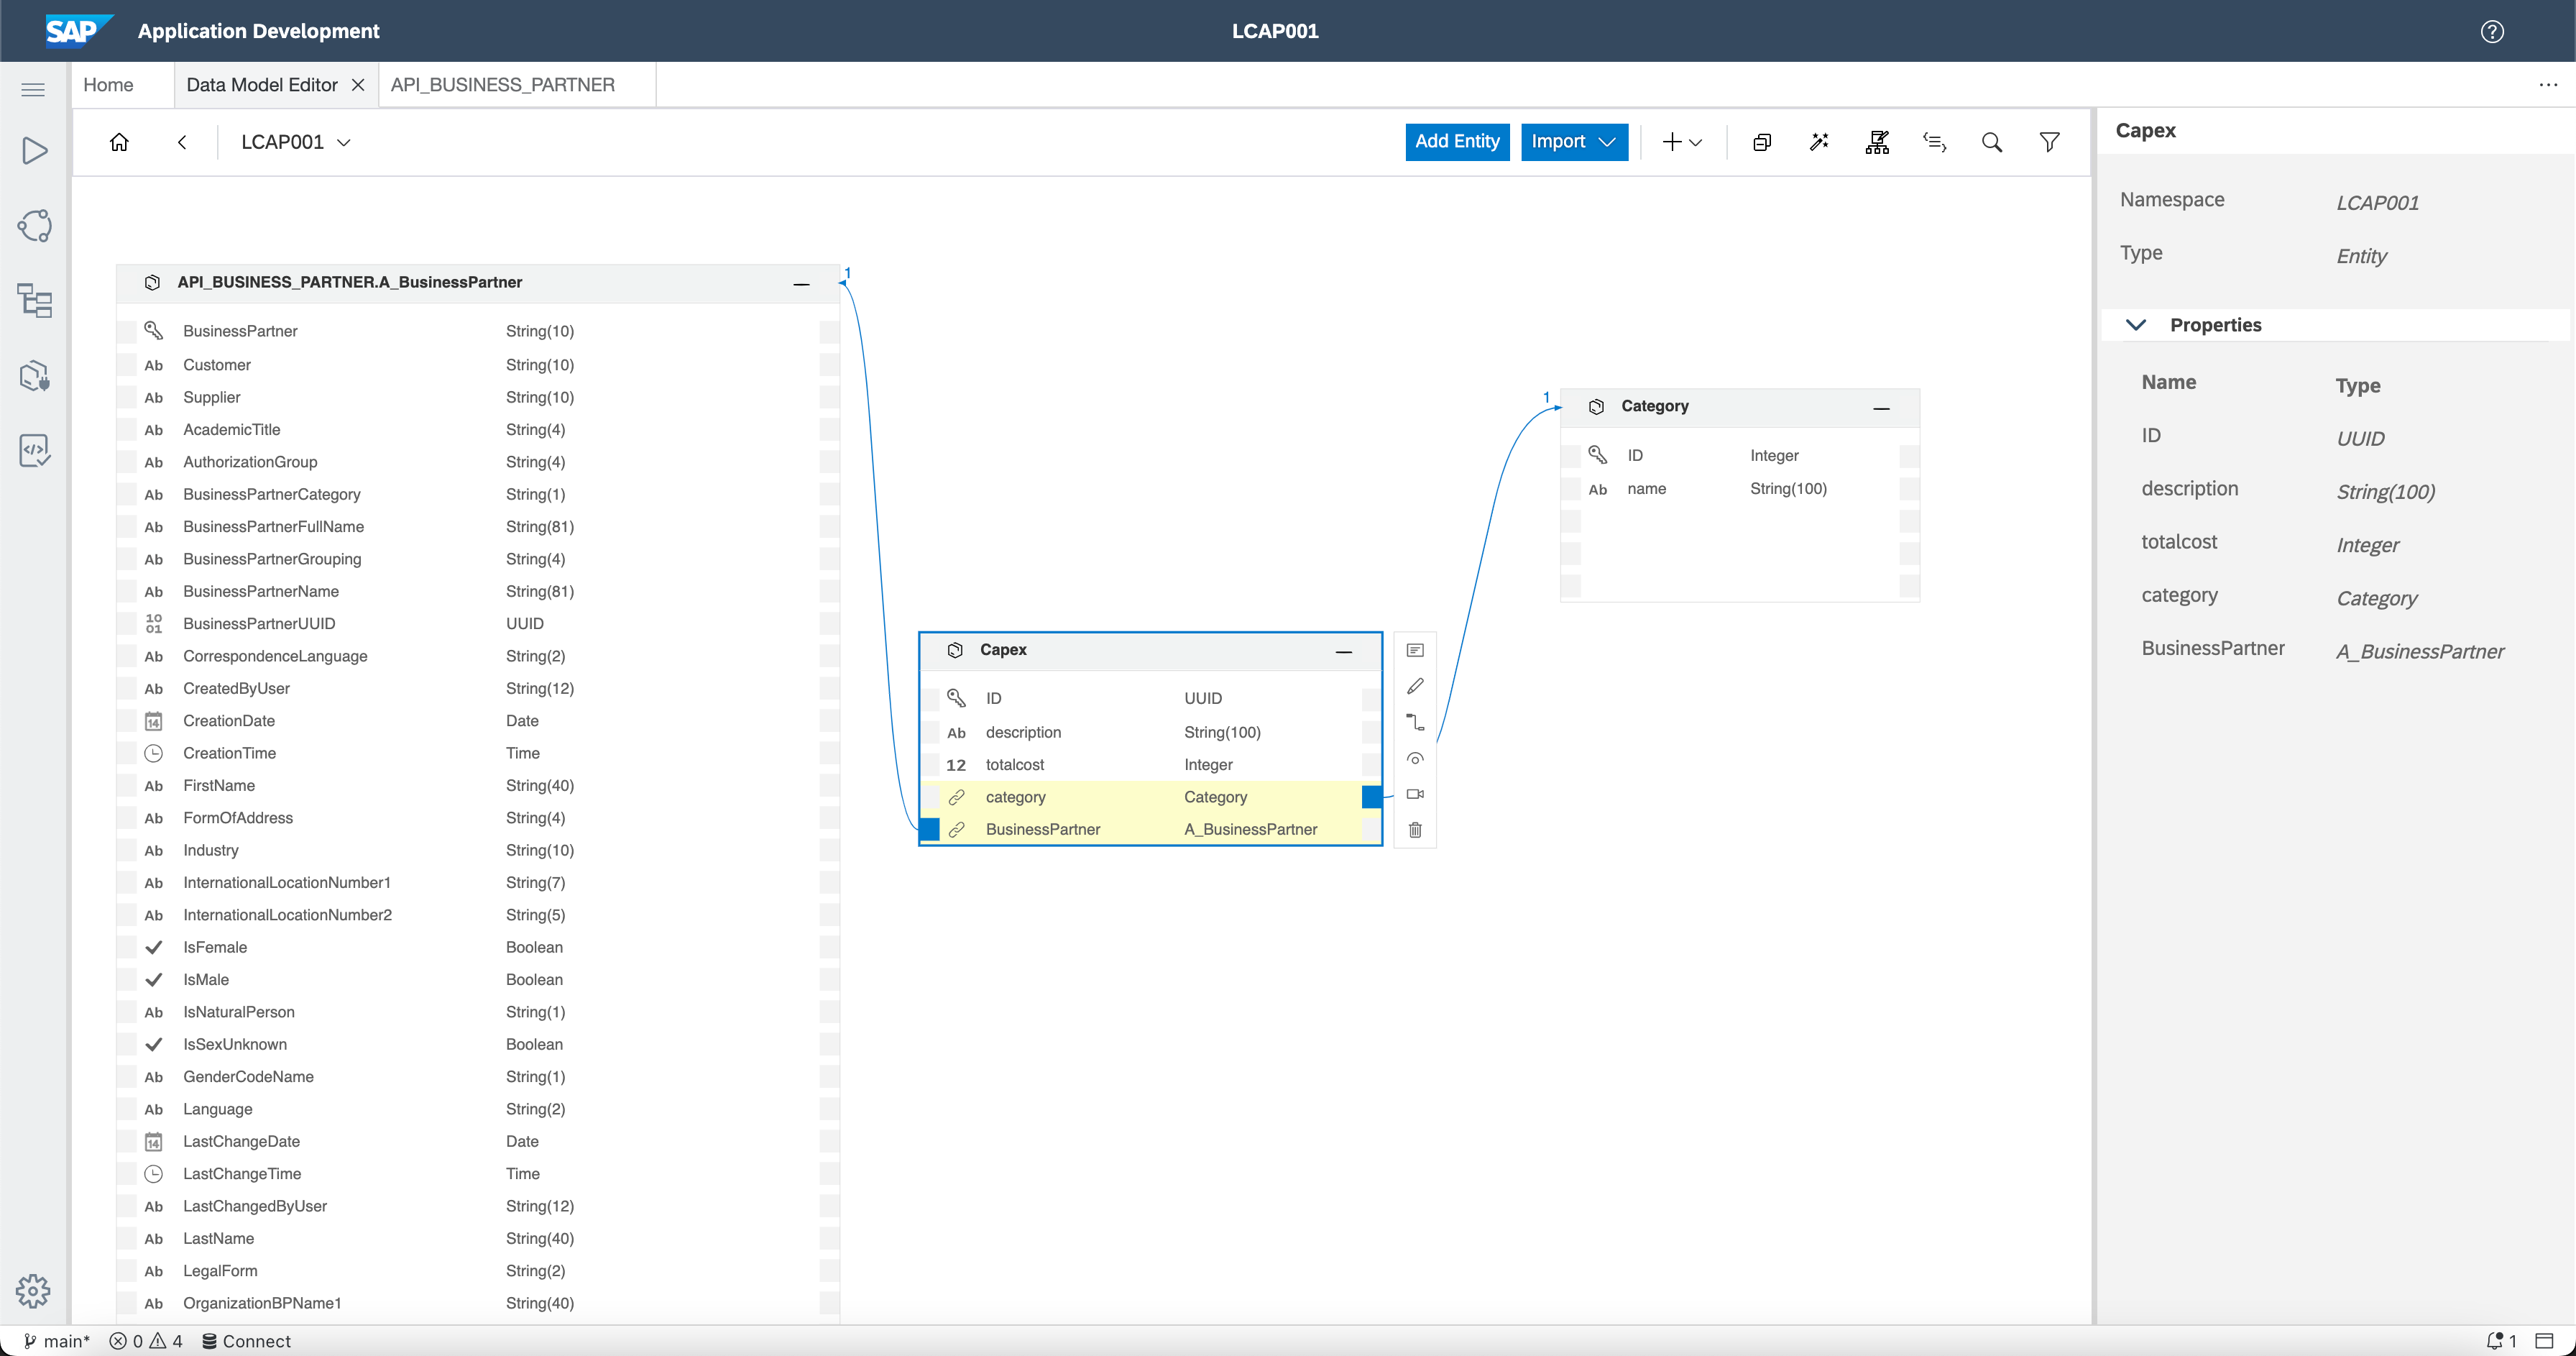 SAP Application Development LCAP001 ?
Home Data Model Editor API_BUSINESS_PARTNER
LCAP001 Add Entity Import
Capex
Namespace LCAP001
Type Entity
Properties
Name Type
ID UUID
description String(100)
totalcost Integer
category Category
BusinessPartner A_BusinessPartner
1
API_BUSINESS_PARTNER.A_BusinessPartner
BusinessPartner String(10)
Ab Customer String(10)
Ab Supplier String(10)
Ab AcademicTitle String(4)
Ab AuthorizationGroup String(4)
Ab BusinessPartnerCategory String(1)
Ab BusinessPartnerFullName String(81)
Ab BusinessPartnerGrouping String(4)
Ab BusinessPartnerName String(81)
10 01 BusinessPartnerUUID UUID
Ab CorrespondenceLanguage String(2)
Ab CreatedByUser String(12)
14 CreationDate Date
CreationTime Time
Ab FirstName String(40)
Ab FormOfAddress String(4)
Ab Industry String(10)
Ab InternationalLocationNumber1 String(7)
Ab InternationalLocationNumber2 String(5)
IsFemale Boolean
IsMale Boolean
Ab IsNaturalPerson String(1)
IsSexUnknown Boolean
Ab GenderCodeName String(1)
Ab Language String(2)
14 LastChangeDate Date
LastChangeTime Time
Ab LastChangedByUser String(12)
Ab LastName String(40)
Ab LegalForm String(2)
Ab OrganizationBPName1 String(40)
Capex
ID UUID
Ab description String(100)
12 totalcost Integer
category Category
BusinessPartner A_BusinessPartner
1
Category
ID Integer
Ab name String(100)
main* 0 4 Connect 1